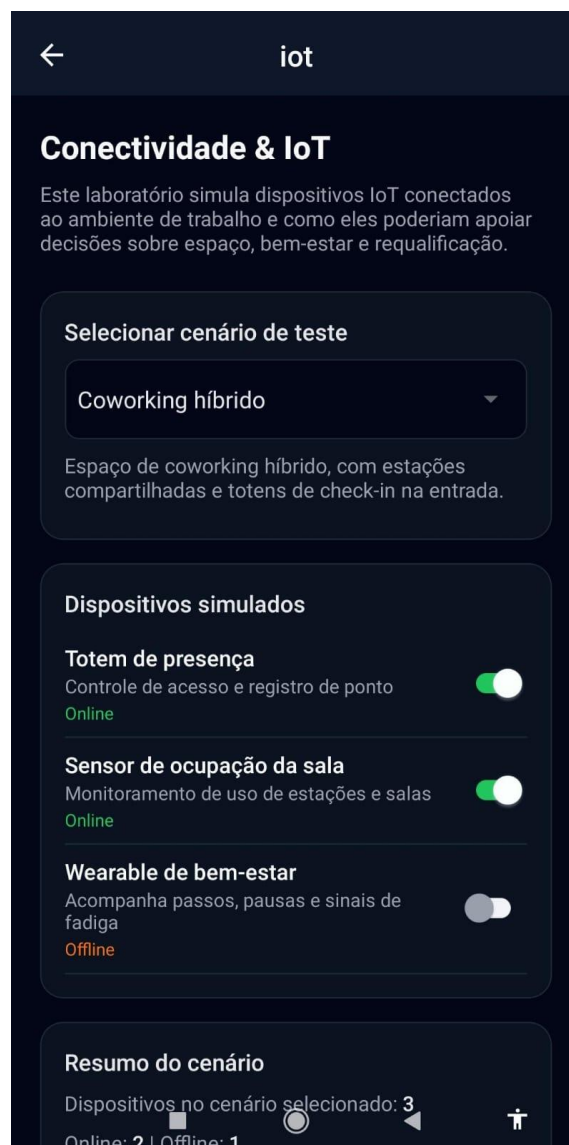 iot
Conectividade & IoT
Este laboratório simula dispositivos IoT conectados
ao ambiente de trabalho e como eles poderiam apoiar
decisões sobre espaço, bem-estar e requalificação.
Selecionar cenário de teste
Coworking híbrido
Espaço de coworking híbrido, com estações
compartilhadas e totens de check-in na entrada.
Dispositivos simulados
Totem de presença
Controle de acesso e registro de ponto
Online
Sensor de ocupação da sala
Monitoramento de uso de estações e salas
Online
Wearable de bem-estar
Acompanha passos, pausas e sinais de
fadiga
Offline
Resumo do cenário
Dispositivos no cenário selecionado: 3
Online: 2 | Offline: 1